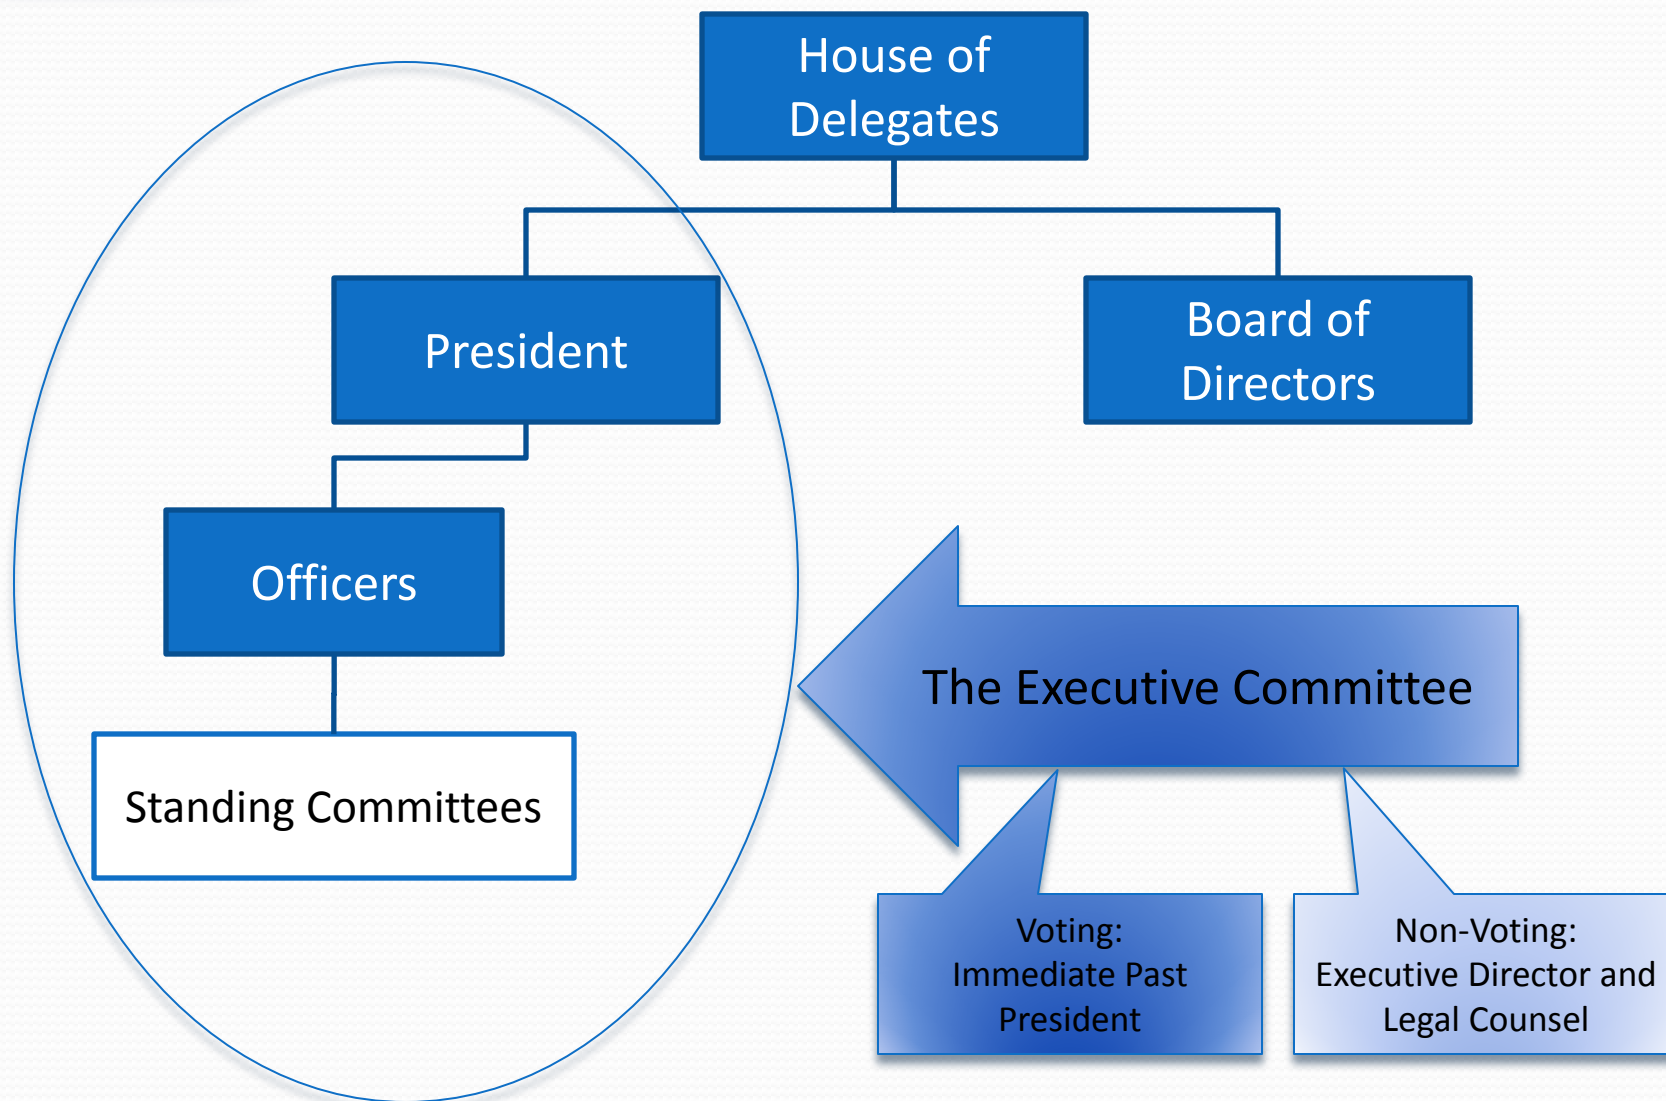 House of
Delegates
President
Board of
Directors
Officers
The Executive Committee
Standing Committees
Voting:
Immediate Past
President
Non-Voting:
Executive Director and
Legal Counsel